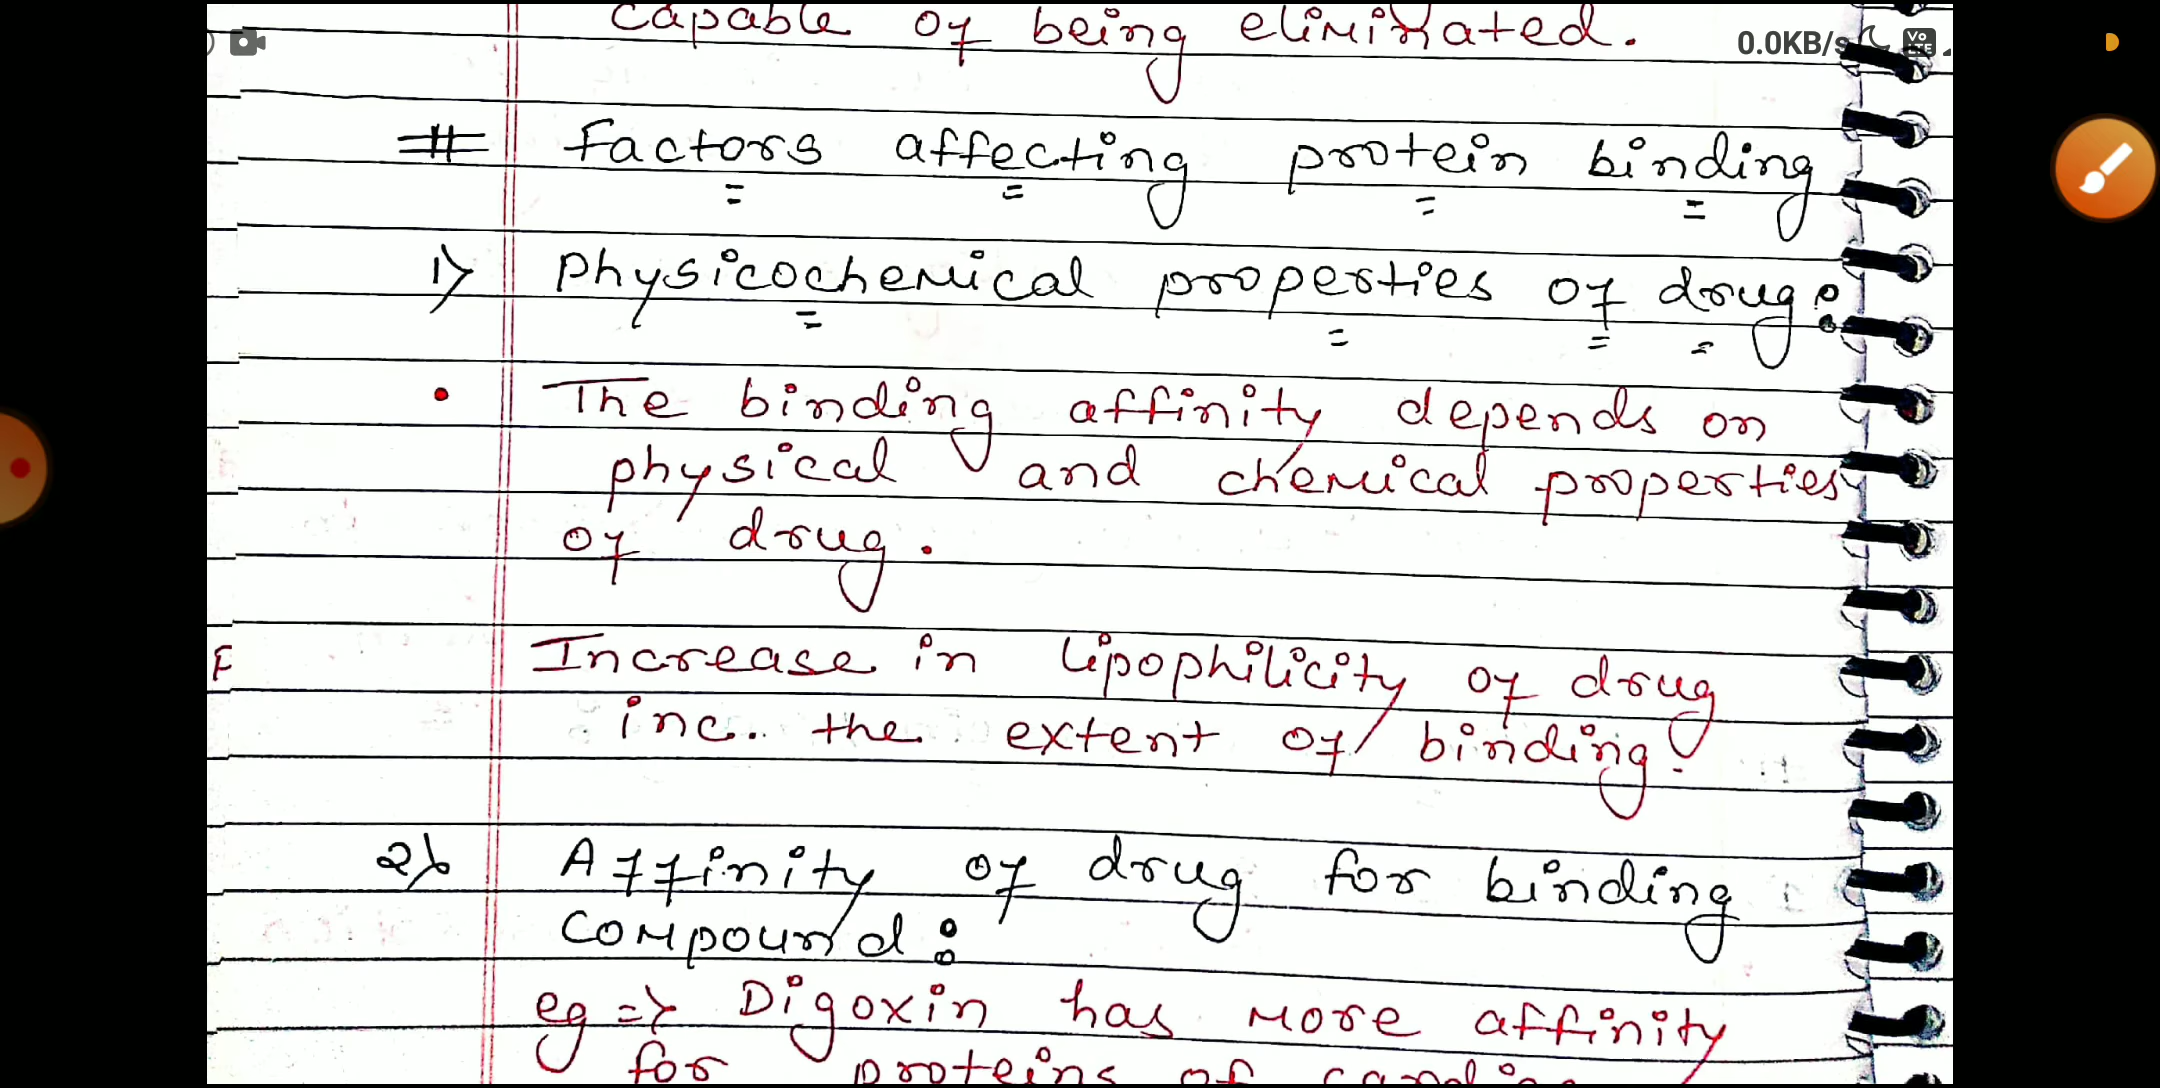 capable of being eliminated.
0.0KB/s
# Factors affecting protein binding
1) Physicochemical properties of drug:
• The binding affinity depends on
physical and chemical properties
of drug.
Increase in lipophilicity of drug
inc. the extent of binding.
2) Affinity of drug for binding
compound:
eg => Digoxin has more affinity
for proteins of